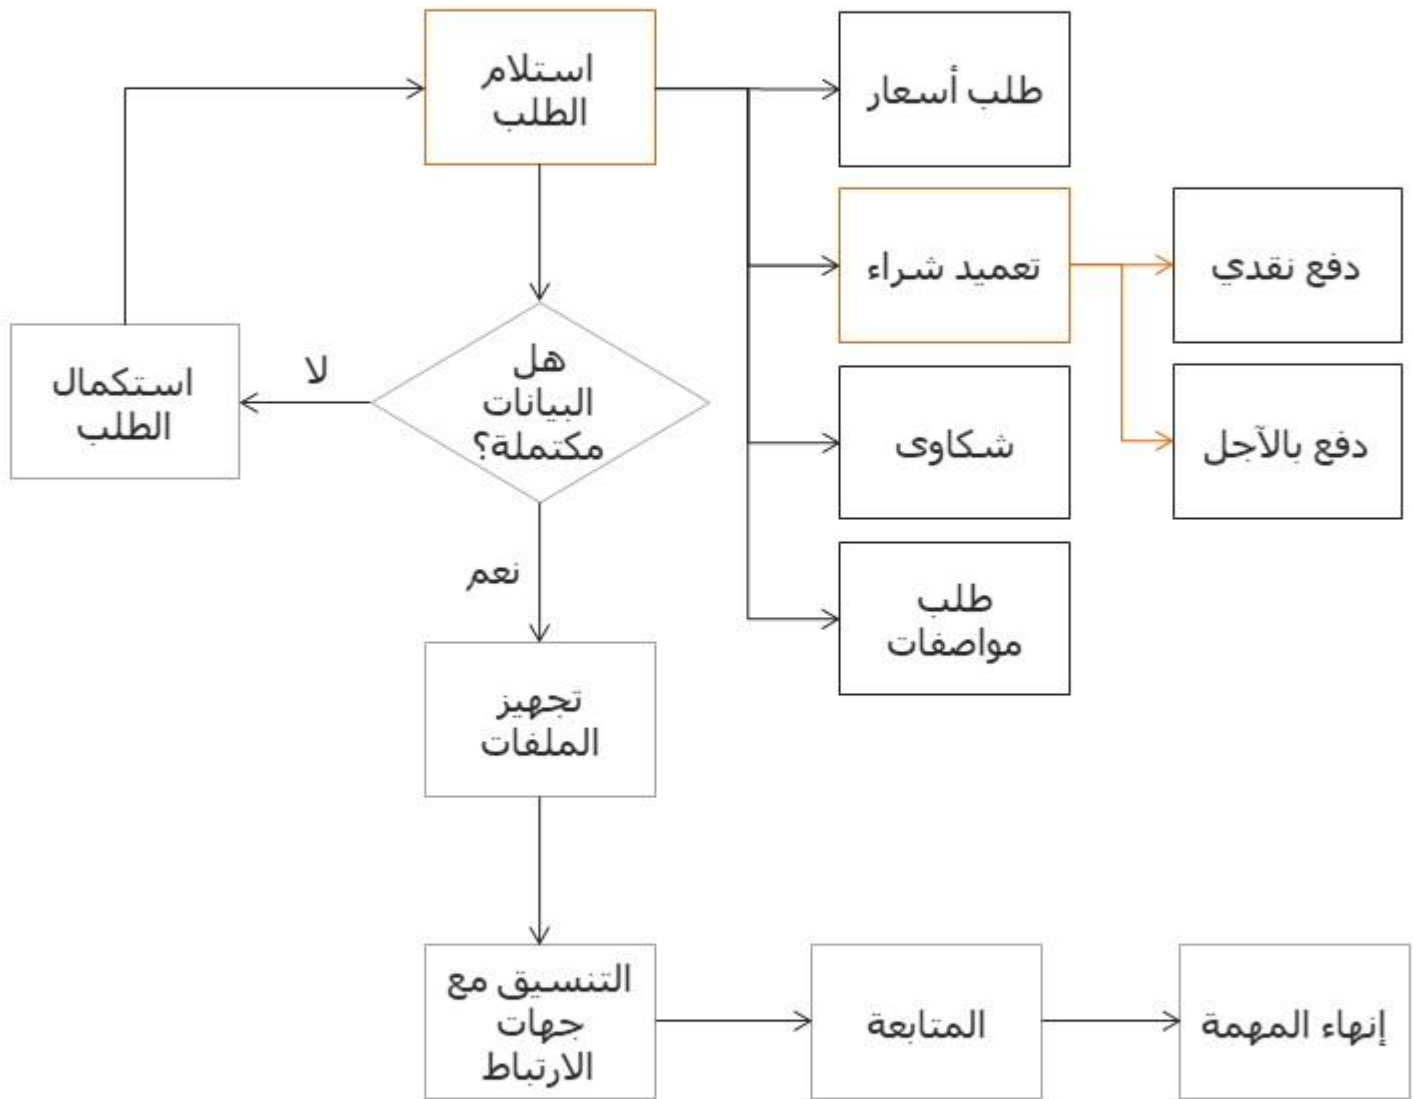 استلام
الطلب
طلب أسعار
تعميد شراء
دفع نقدي
هل
البيانات
مكتملة؟
لا
استكمال
الطلب
شكاوى
دفع بالآجل
نعم
طلب
مواصفات
تجهيز
الملفات
التنسيق مع
جهات
الارتباط
المتابعة
إنهاء المهمة